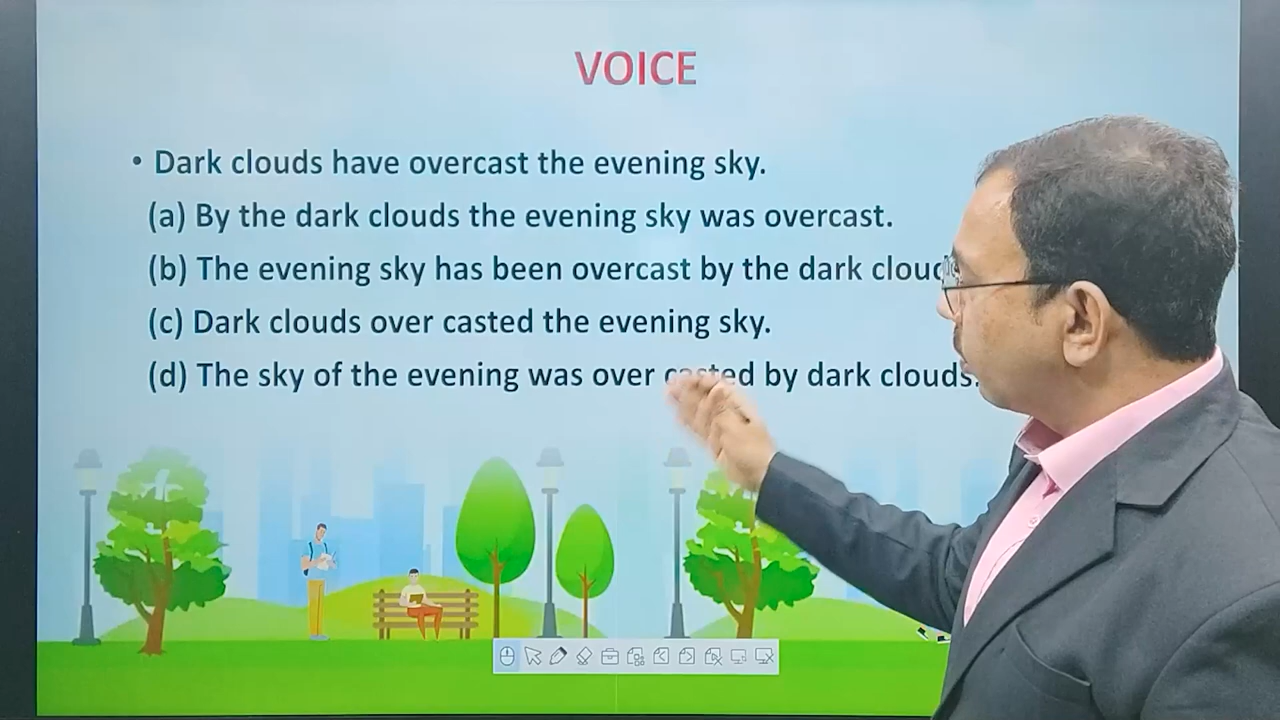 VOICE
• Dark clouds have overcast the evening sky.
(a) By the dark clouds the evening sky was overcast.
(b) The evening sky has been overcast by the dark
(c) Dark clouds over casted the evening sky.
(d) The sky of the evening was over casted by dark clouds.